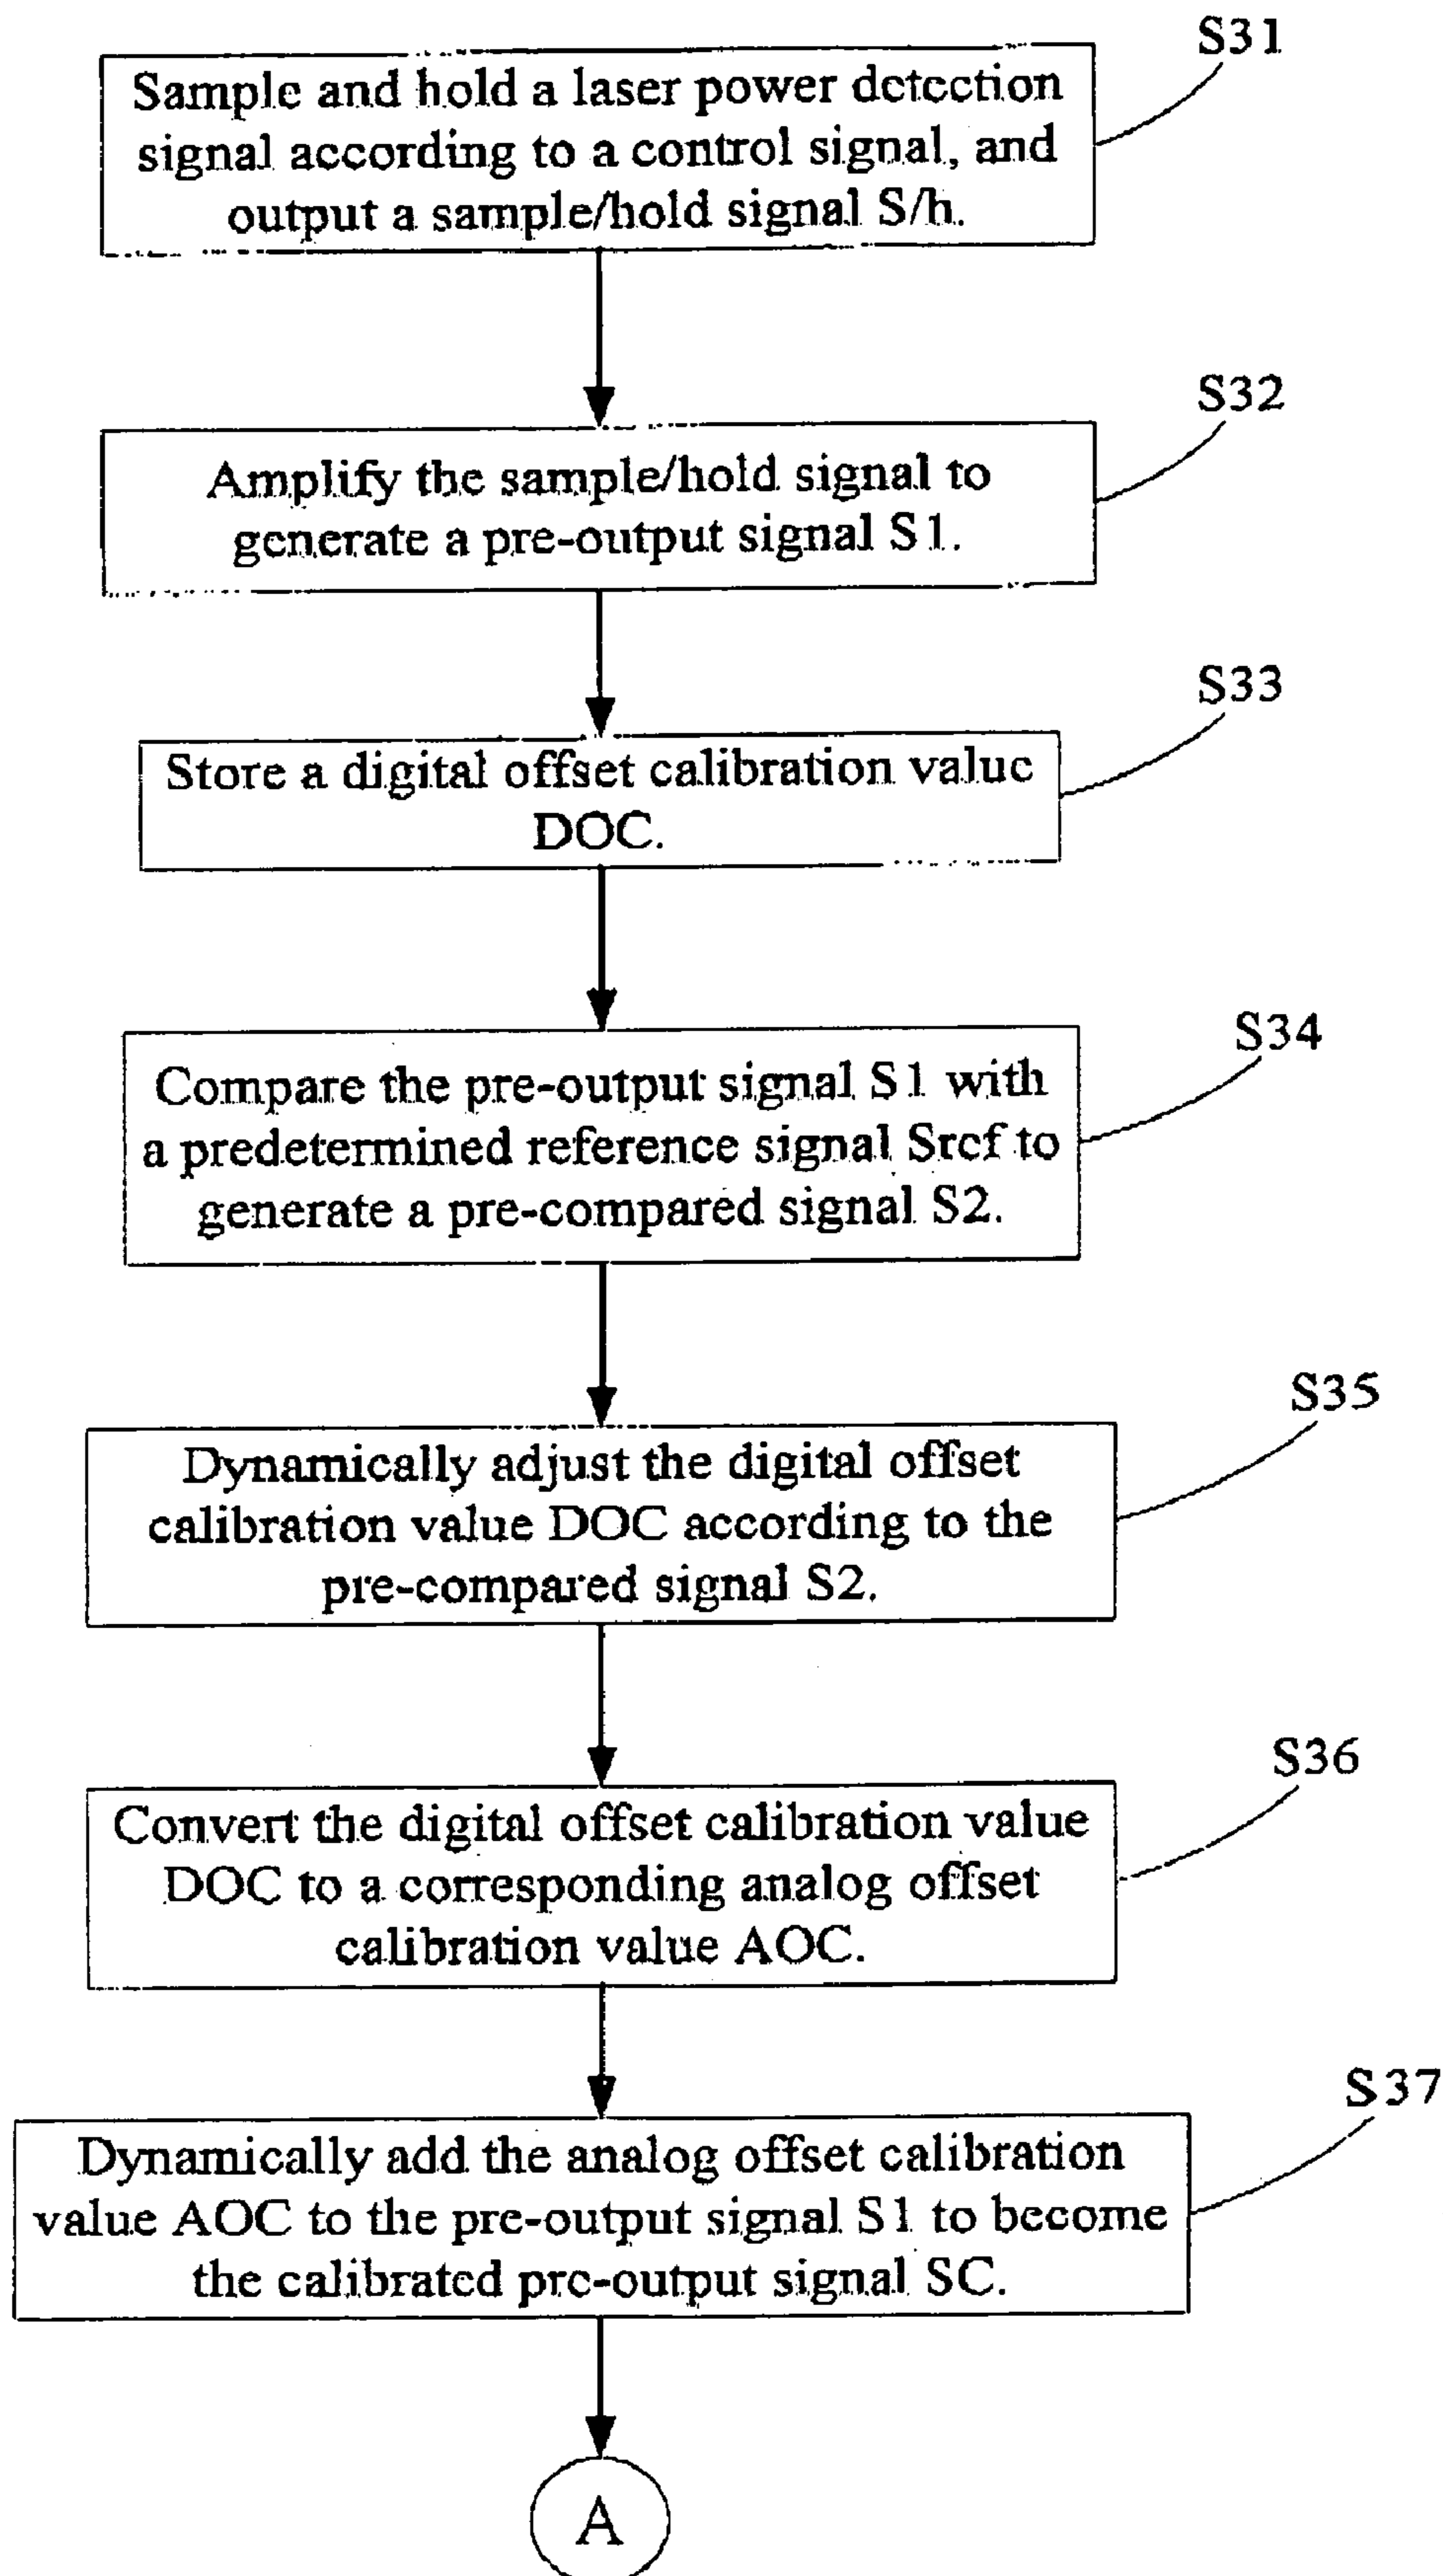 S31
Sample and hold a laser power detection
signal according to a control signal, and
output a sample/hold signal S/h.
S32
Amplify the sample/hold signal to
generate a pre-output signal S1.
S33
Store a digital offset calibration value
DOC.
S34
Compare the pre-output signal S1 with
a predetermined reference signal Sref to
generate a pre-compared signal S2.
S35
Dynamically adjust the digital offset
calibration value DOC according to the
pre-compared signal S2.
S36
Convert the digital offset calibration value
DOC to a corresponding analog offset
calibration value AOC.
S37
Dynamically add the analog offset calibration
value AOC to the pre-output signal S1 to become
the calibrated pre-output signal SC.
A